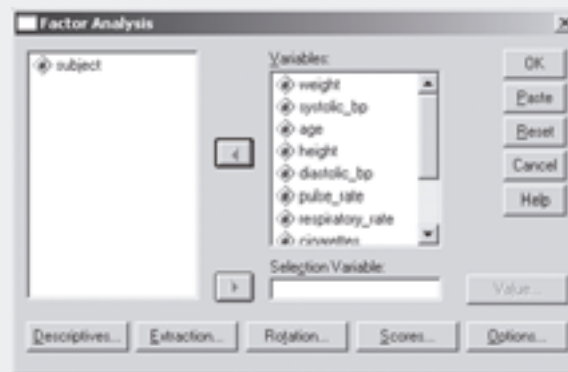 Factor Analysis
subject
Variables:
weight
systolic_bp
age
height
diastolic_bp
pulse_rate
respiratory_rate
cigarettes
Selection Variable:
OK
Paste
Reset
Cancel
Help
Value...
Descriptives...
Extraction...
Rotation...
Scores...
Options...